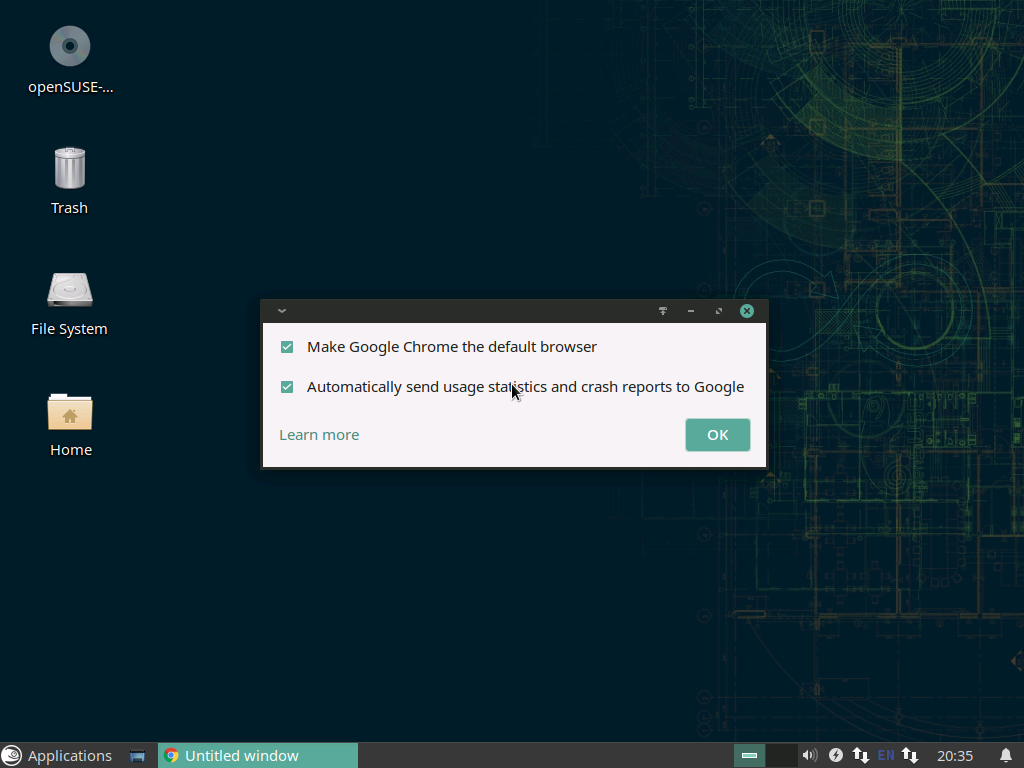 openSUSE-...
Trash
File System
Home
Make Google Chrome the default browser
Automatically send usage statistics and crash reports to Google
Learn more
OK
Applications
Untitled window
EN
20:35